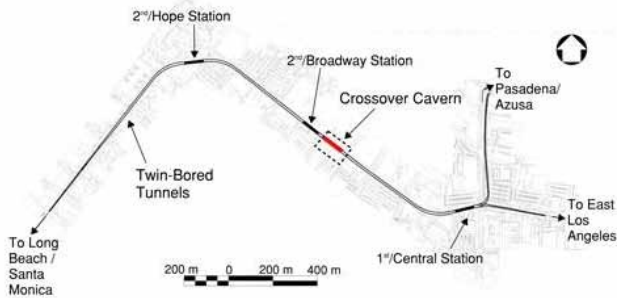 2nd/Hope Station
2nd/Broadway Station
Crossover Cavern
To
Pasadena/
Azusa
Twin-Bored
Tunnels
To East
Los
Angeles
To Long
Beach /
Santa
Monica
1st/Central Station
200 m 0 200 m 400 m